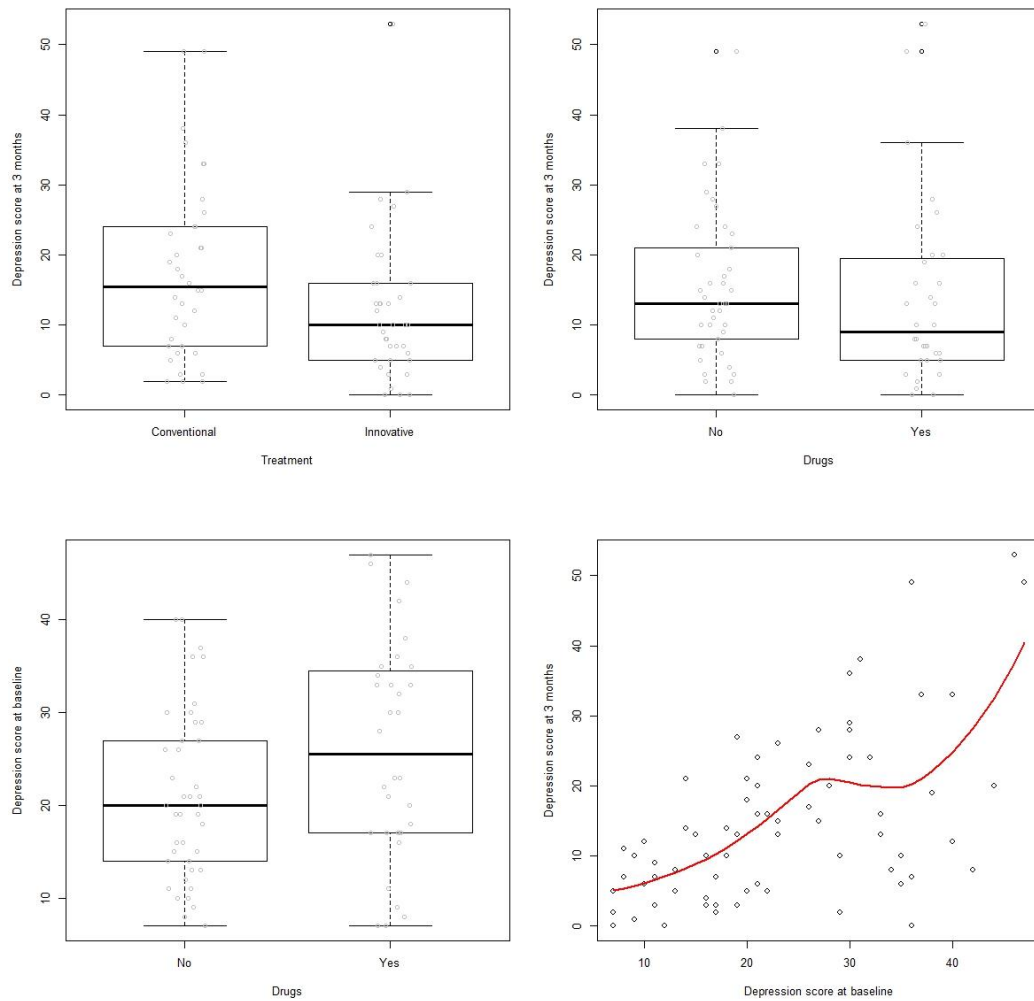 Depression score at 3 months
50
40
30
20
10
0
Conventional
Innovative
Treatment
Depression score at 3 months
50
40
30
20
10
0
No
Yes
Drugs
Depression score at baseline
40
30
20
10
No
Yes
Drugs
Depression score at 3 months
50
40
30
20
10
0
10
20
30
40
Depression score at baseline